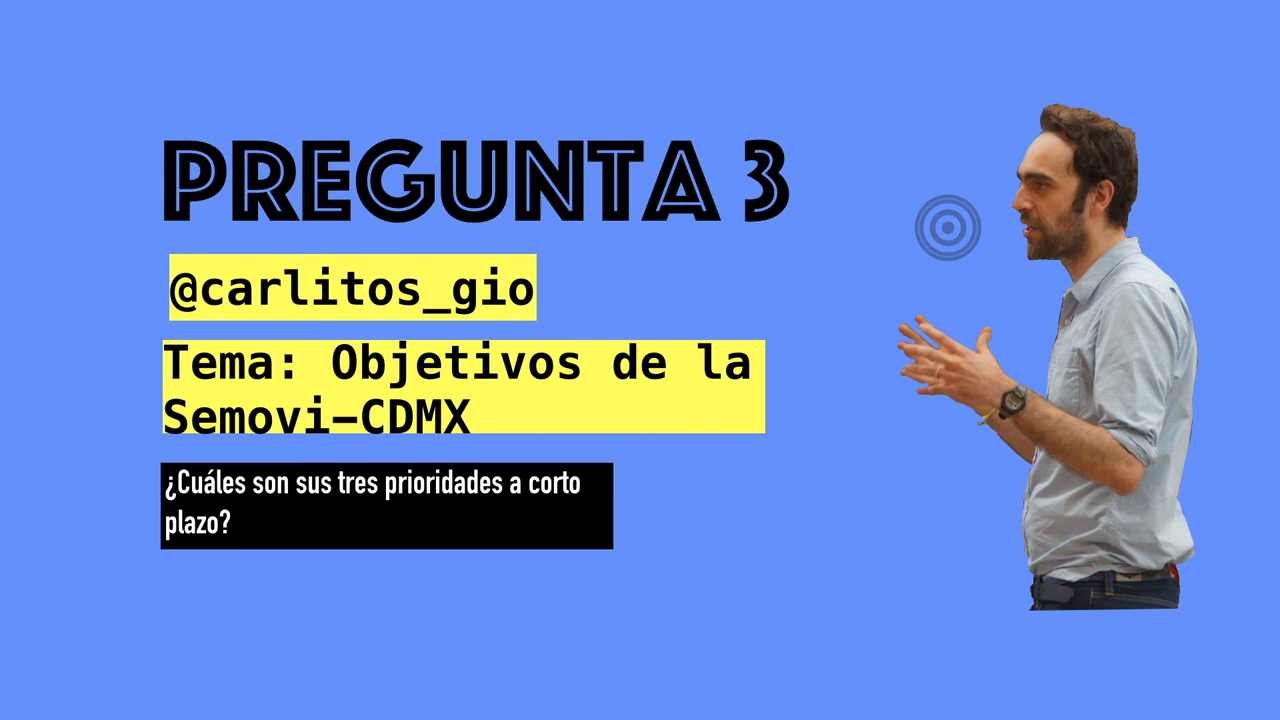 PREGUNTA 3
@carlitos_gio
Tema: Objetivos de la
Semovi-CDMX
¿Cuáles son sus tres prioridades a corto
plazo?